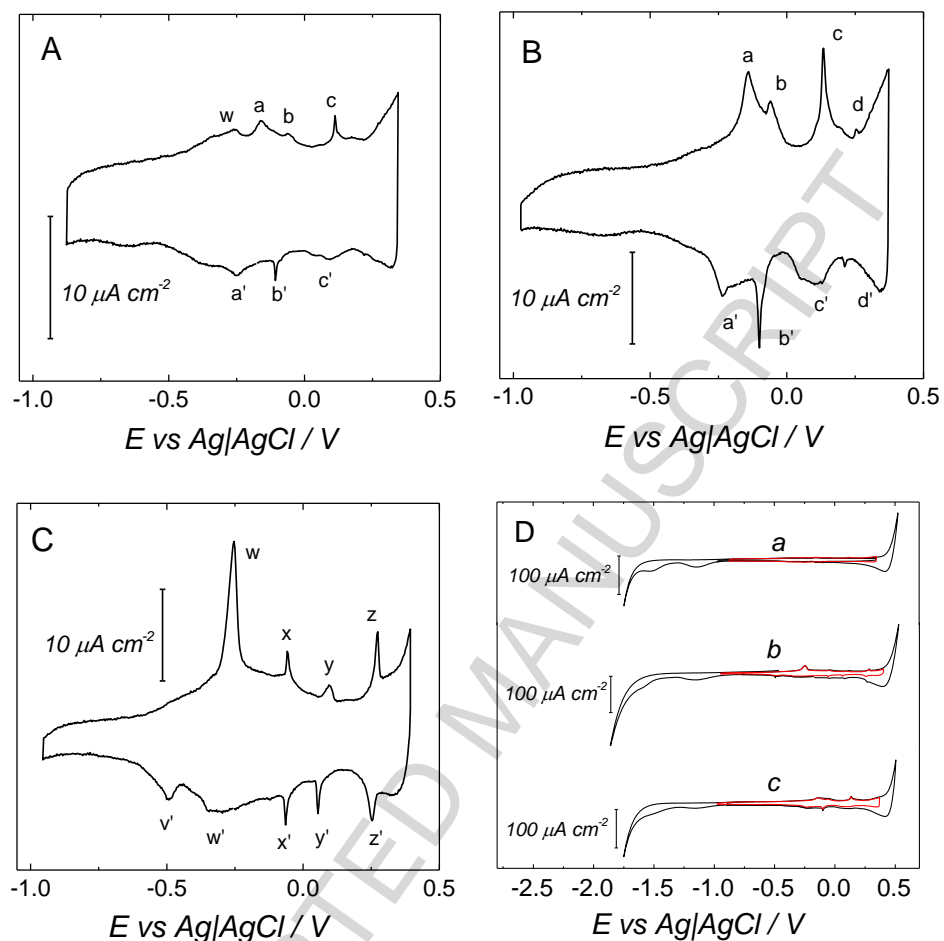 A
w
a
b
c
a'
b'
c'
10 μA cm-2
-1.0 -0.5 0.0 0.5
E vs Ag|AgCl / V
B
a
b
c
d
a'
b'
c'
d'
10 μA cm-2
-1.0 -0.5 0.0 0.5
E vs Ag|AgCl / V
C
w
x
y
z
v'
w'
x'
y'
z'
10 μA cm-2
-1.0 -0.5 0.0 0.5
E vs Ag|AgCl / V
D
a
100 μA cm-2
b
100 μA cm-2
c
100 μA cm-2
-2.5 -2.0 -1.5 -1.0 -0.5 0.0 0.5
E vs Ag|AgCl / V
TED MANUSCRIPT